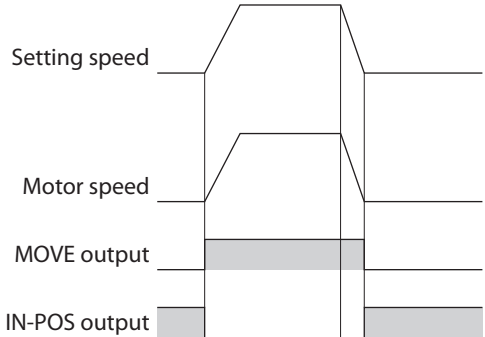 Setting speed
Motor speed
MOVE output
IN-POS output